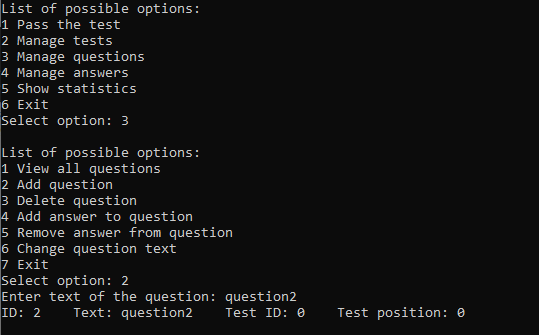 List of possible options:
1 Pass the test
2 Manage tests
3 Manage questions
4 Manage answers
5 Show statistics
6 Exit
Select option: 3

List of possible options:
1 View all questions
2 Add question
3 Delete question
4 Add answer to question
5 Remove answer from question
6 Change question text
7 Exit
Select option: 2
Enter text of the question: question2
ID: 2    Text: question2    Test ID: 0    Test position: 0